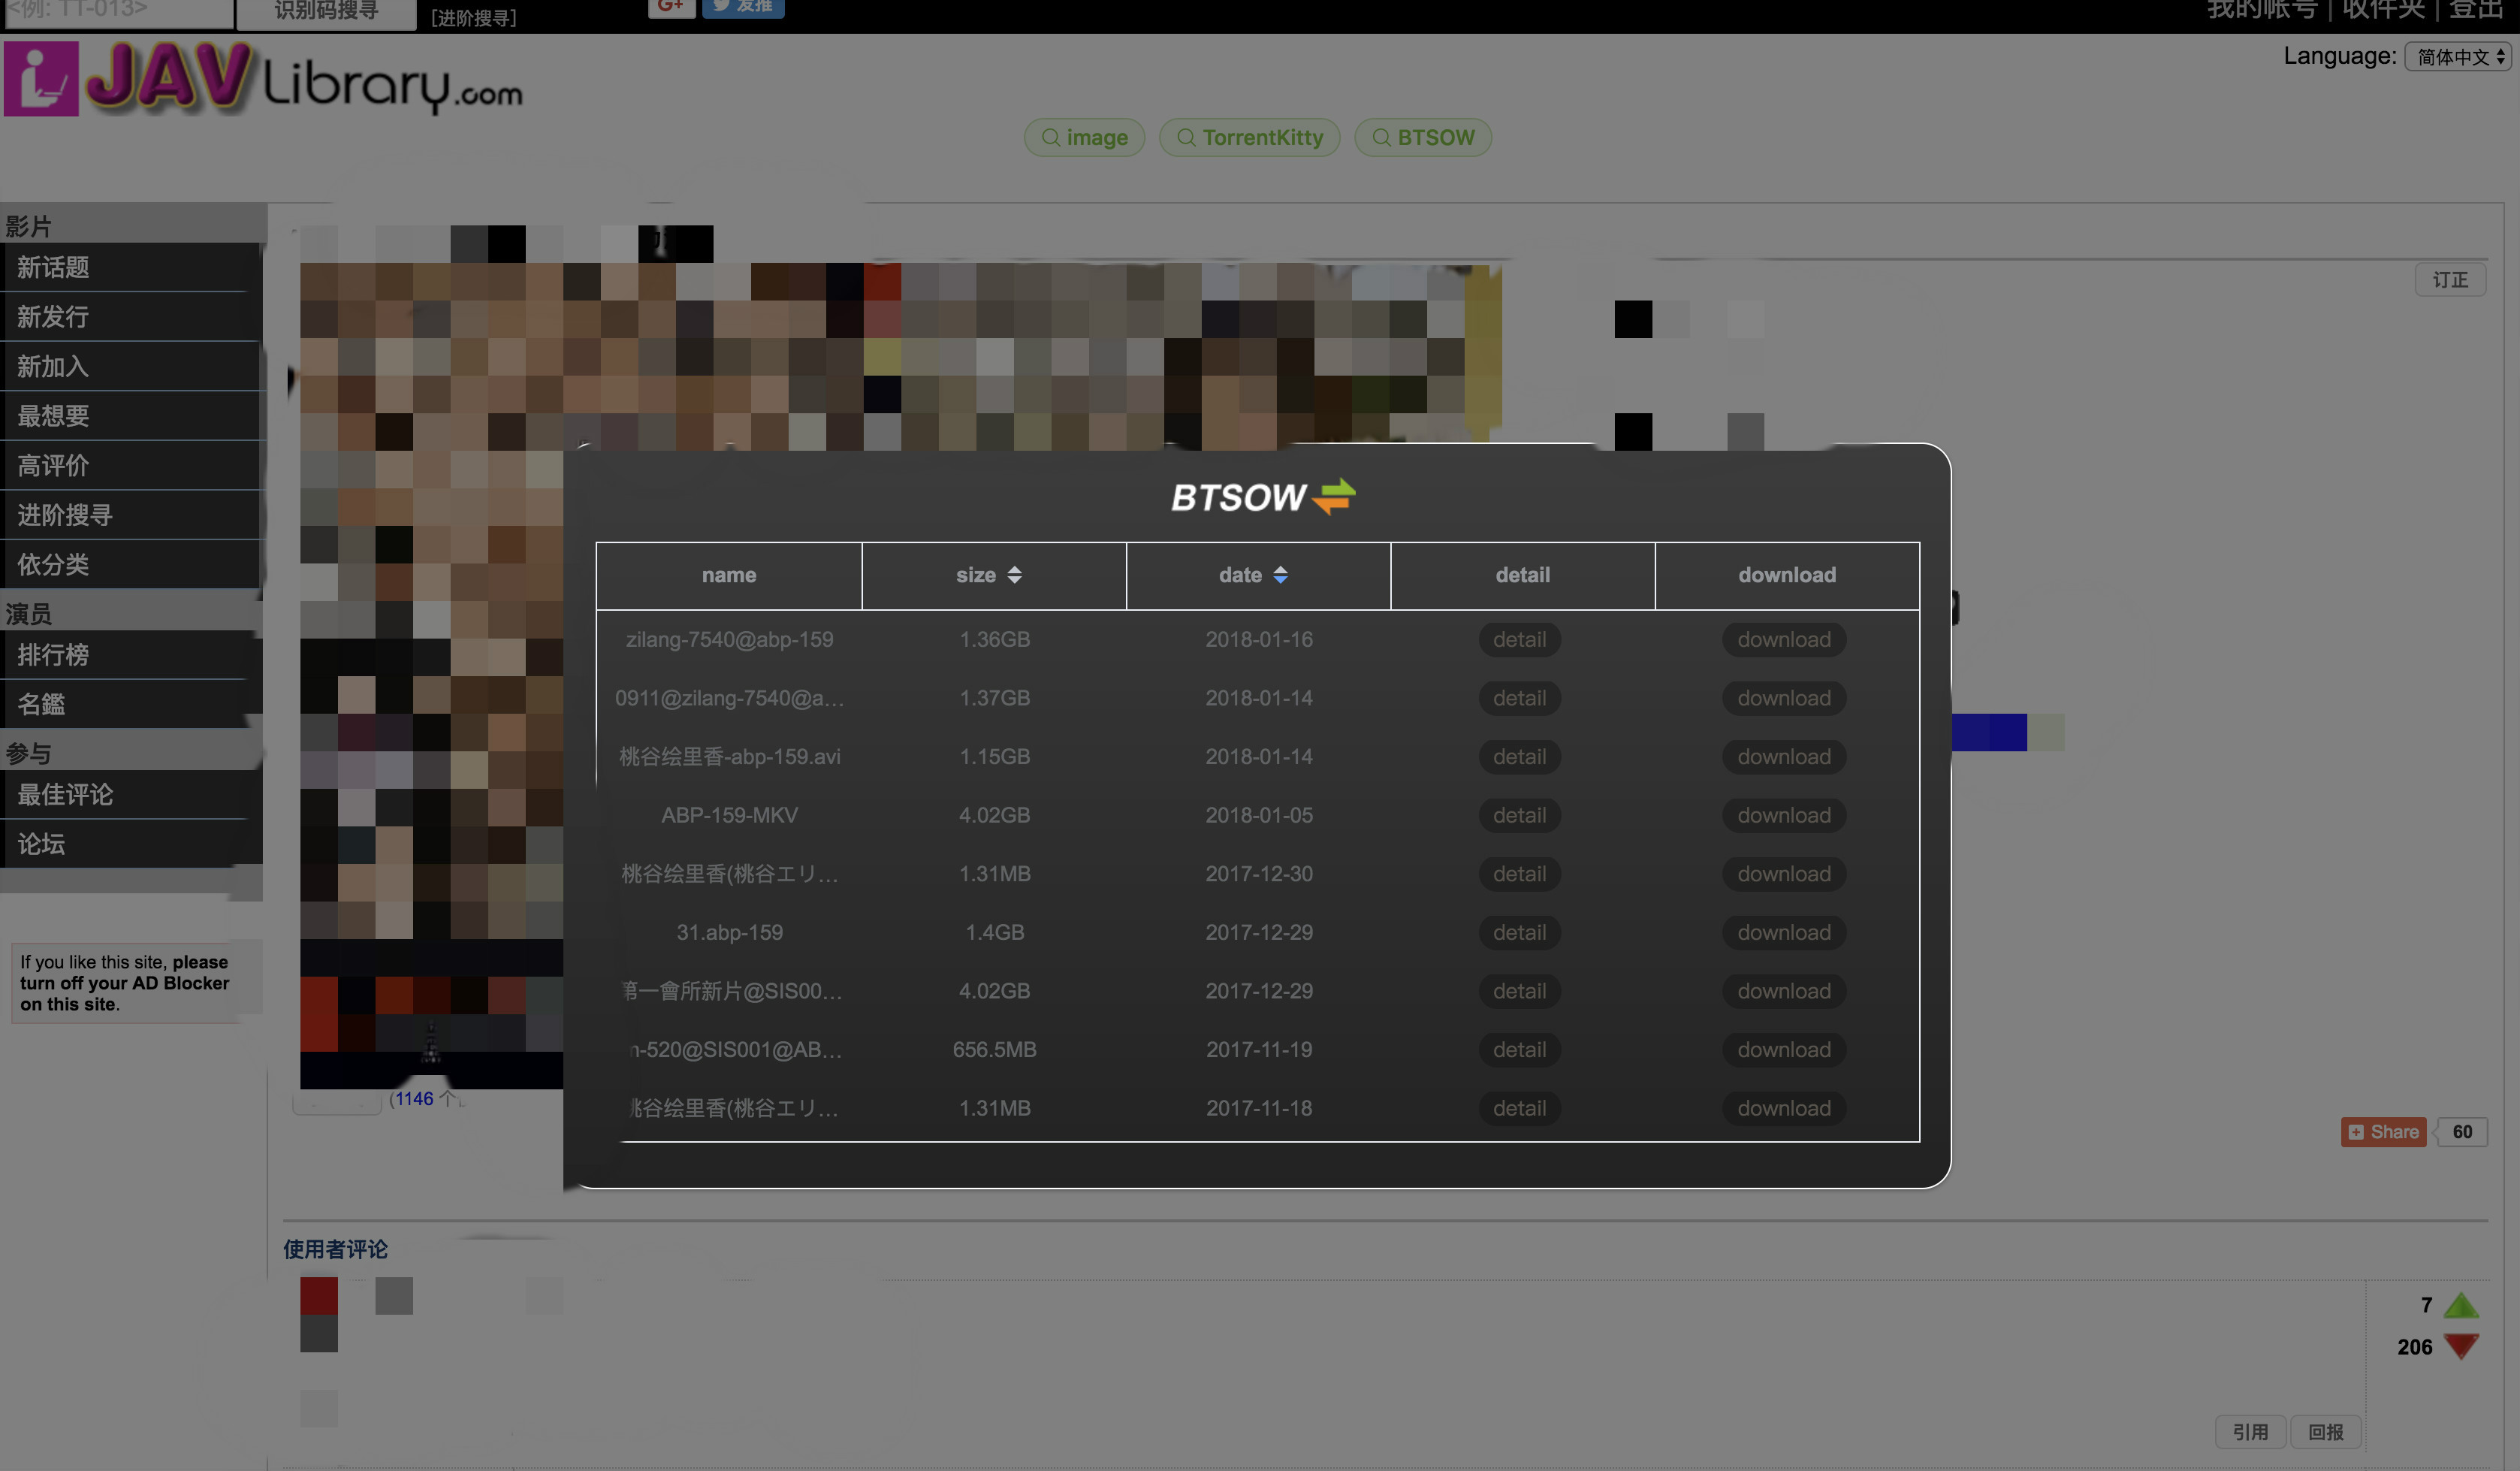 <例: TT-013> 识别码搜寻 [进阶搜寻] G+ 发推 我的帐号 | 收件夹 | 登出
JAVLibrary.com
Language: 简体中文
image TorrentKitty BTSOW
影片
新话题
新发行
新加入
最想要
高评价
进阶搜寻
依分类
演员
排行榜
名鑑
参与
最佳评论
论坛
If you like this site, please
turn off your AD Blocker
on this site.
订正
BTSOW
name size date detail download
zilang-7540@abp-159 1.36GB 2018-01-16 detail download
0911@zilang-7540@a… 1.37GB 2018-01-14 detail download
桃谷绘里香-abp-159.avi 1.15GB 2018-01-14 detail download
ABP-159-MKV 4.02GB 2018-01-05 detail download
桃谷绘里香(桃谷エリ… 1.31MB 2017-12-30 detail download
31.abp-159 1.4GB 2017-12-29 detail download
第一會所新片@SIS00… 4.02GB 2017-12-29 detail download
n-520@SIS001@AB… 656.5MB 2017-11-19 detail download
桃谷绘里香(桃谷エリ… 1.31MB 2017-11-18 detail download
(1146 个
Share 60
使用者评论
7
206
引用 回报